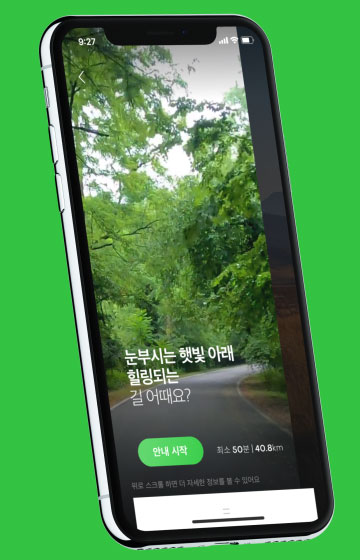 9:27
눈부시는 햇빛 아래
힐링되는
길 어때요?
안내 시작
최소 50분 | 40.8km
위로 스크롤 하면 더 자세한 정보를 볼 수 있어요